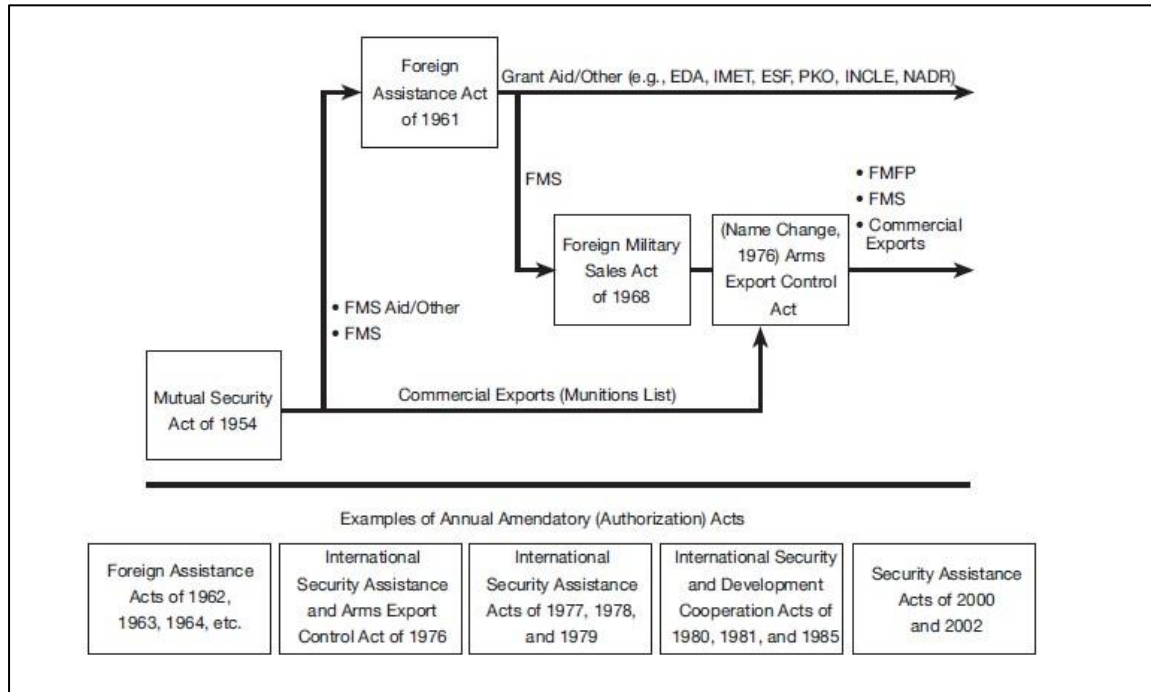 Foreign
Assistance Act
of 1961
Grant Aid/Other (e.g., EDA, IMET, ESF, PKO, INCLE, NADR)
FMS
Foreign Military
Sales Act
of 1968
(Name Change,
1976) Arms
Export Control
Act
• FMFP
• FMS
• Commercial
Exports
• FMS Aid/Other
• FMS
Mutual Security
Act of 1954
Commercial Exports (Munitions List)
Examples of Annual Amendatory (Authorization) Acts
Foreign Assistance
Acts of 1962,
1963, 1964, etc.
International
Security Assistance
and Arms Export
Control Act of 1976
International
Security Assistance
Acts of 1977, 1978,
and 1979
International Security
and Development
Cooperation Acts of
1980, 1981, and 1985
Security Assistance
Acts of 2000
and 2002